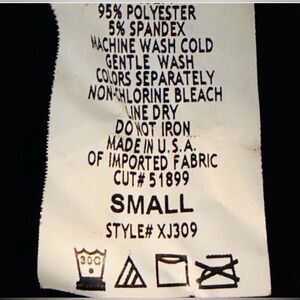 95% POLYESTER
5% SPANDEX
MACHINE WASH COLD
GENTLE WASH
COLORS SEPARATELY
NON-CHLORINE BLEACH
LINE DRY
DO NOT IRON
MADE IN U.S.A.
OF IMPORTED FABRIC
CUT# 51899
SMALL
STYLE# XJ309
30C